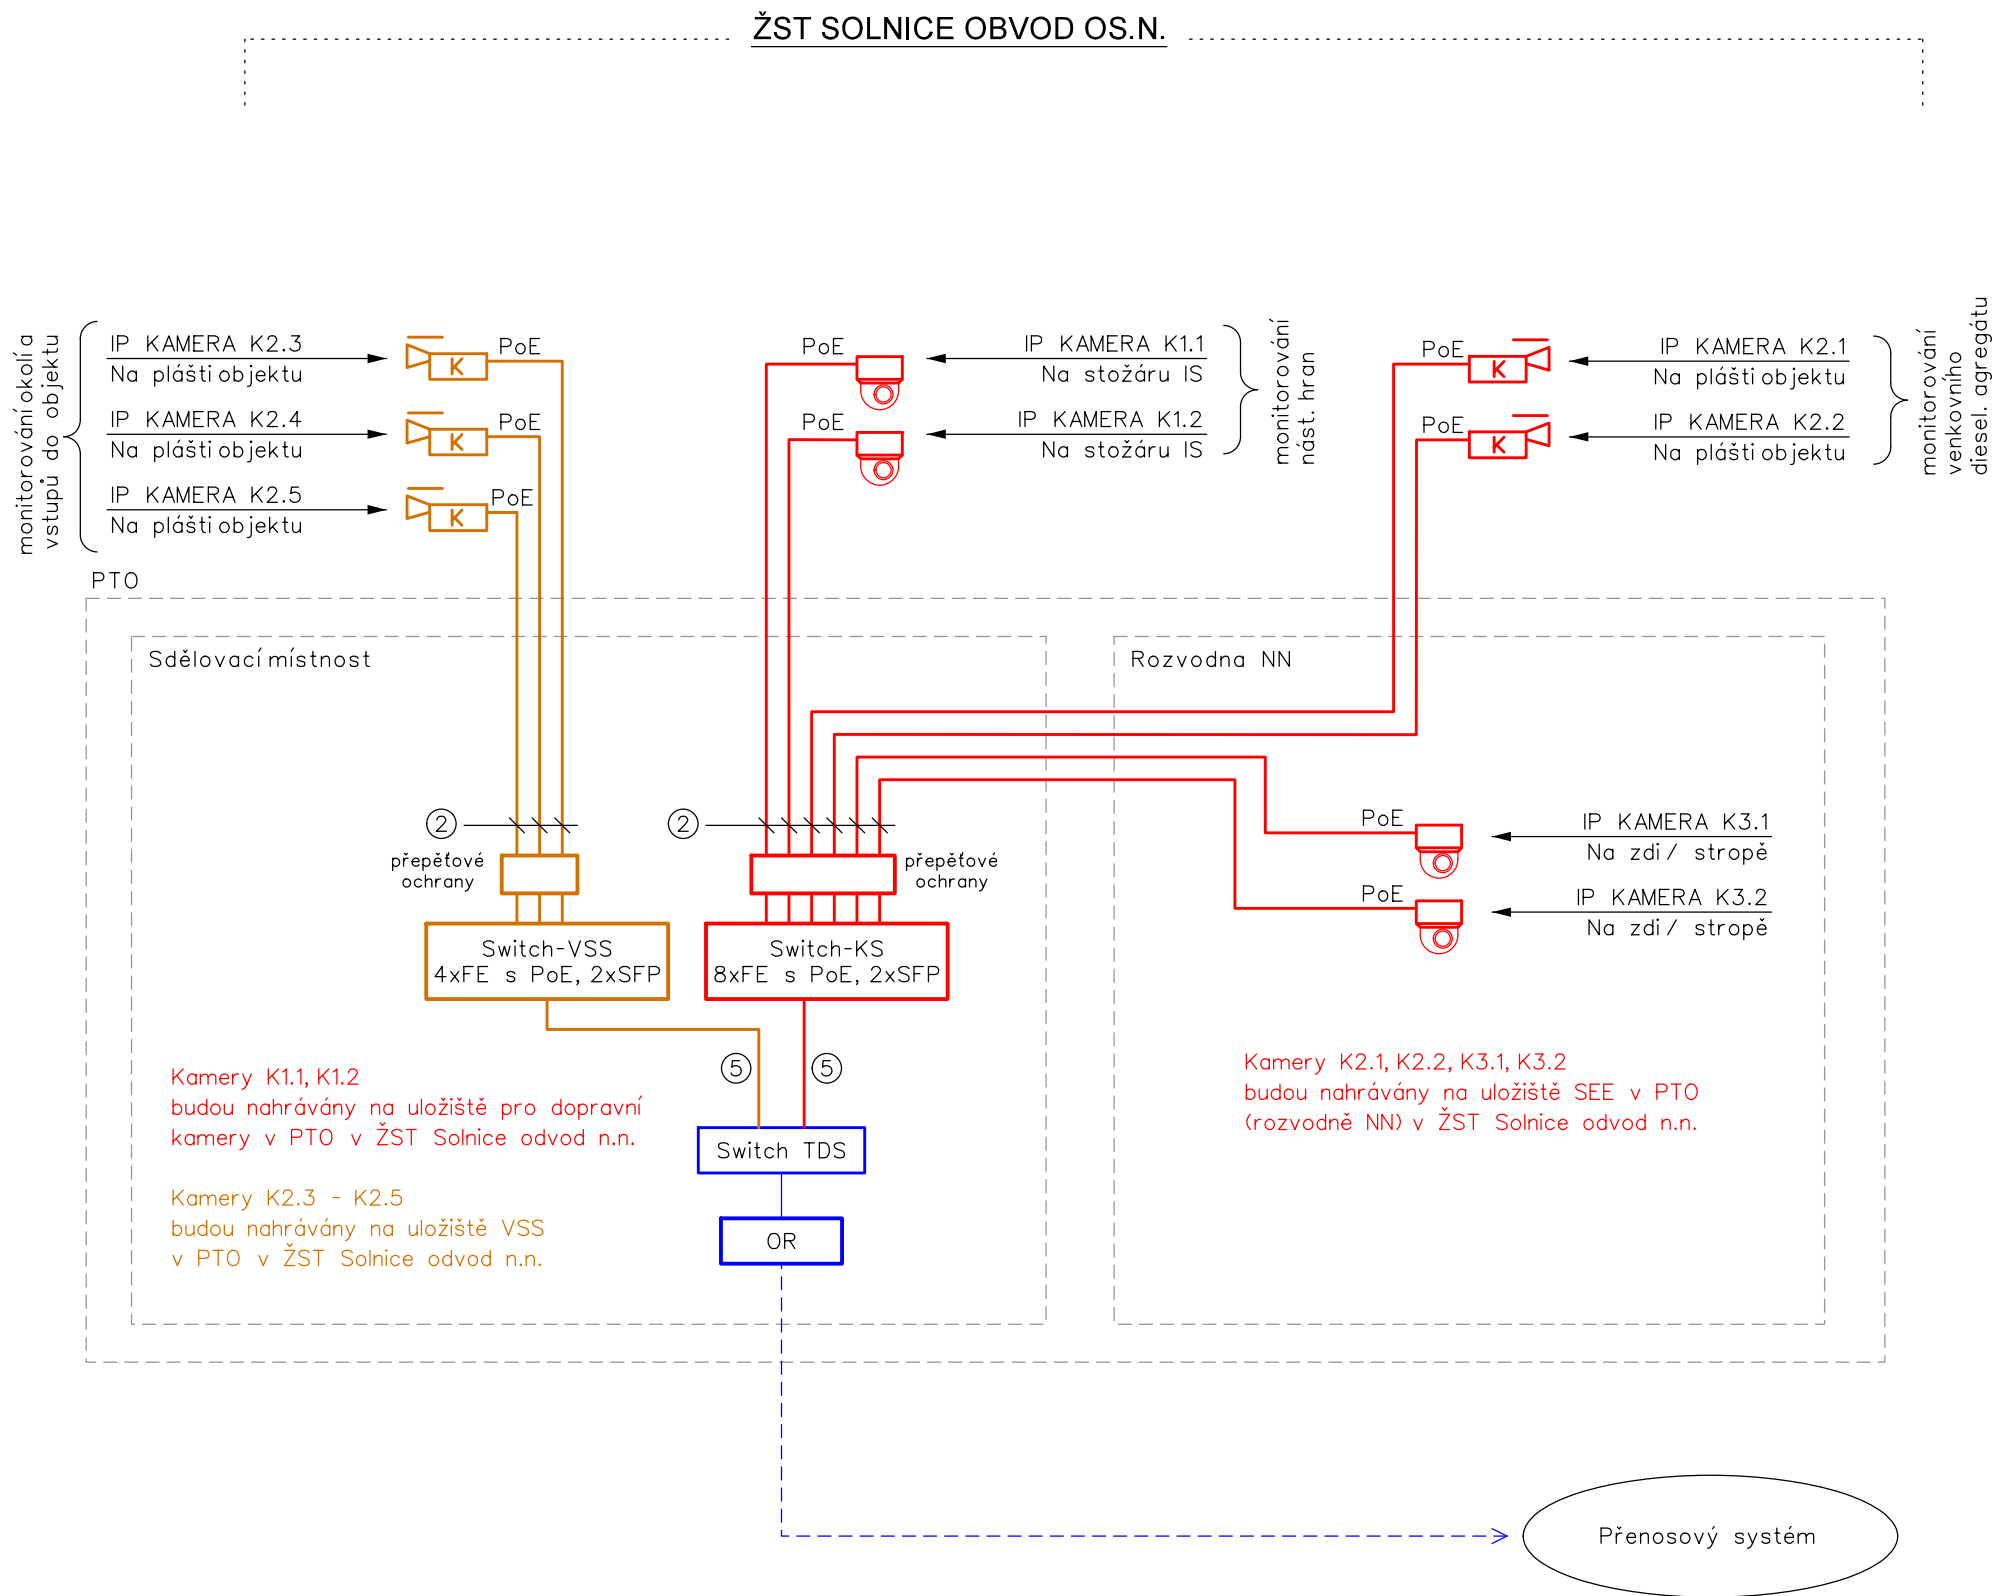 ŽST SOLNICE OBVOD OS.N.
monitorování okolí a
vstupů do objektu
IP KAMERA K2.3
Na plášti objektu
PoE
IP KAMERA K2.4
Na plášti objektu
PoE
IP KAMERA K2.5
Na plášti objektu
PoE
K
K
K
PoE
IP KAMERA K1.1
Na stožáru IS
PoE
IP KAMERA K1.2
Na stožáru IS
monitorování
nást. hran
PoE
K
IP KAMERA K2.1
Na plášti objektu
PoE
K
IP KAMERA K2.2
Na plášti objektu
monitorování
venkovního
diesel. agregátu
PTO
Sdělovací místnost
Rozvodna NN
2
2
přepěťové
ochrany
přepěťové
ochrany
PoE
IP KAMERA K3.1
Na zdi / stropě
PoE
IP KAMERA K3.2
Na zdi / stropě
Switch-VSS
4xFE s PoE, 2xSFP
Switch-KS
8xFE s PoE, 2xSFP
5
5
Kamery K1.1, K1.2
budou nahrávány na uložiště pro dopravní
kamery v PTO v ŽST Solnice odvod n.n.
Kamery K2.1, K2.2, K3.1, K3.2
budou nahrávány na uložiště SEE v PTO
(rozvodně NN) v ŽST Solnice odvod n.n.
Switch TDS
Kamery K2.3 - K2.5
budou nahrávány na uložiště VSS
v PTO v ŽST Solnice odvod n.n.
OR
Přenosový systém